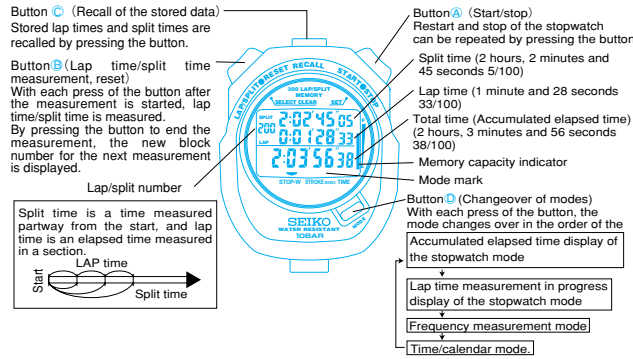 Button Ⓒ (Recall of the stored data)
Stored lap times and split times are
recalled by pressing the button.
ButtonⒷ(Lap time/split time
measurement, reset)
With each press of the button after
the measurement is started, lap
time/split time is measured.
By pressing the button to end the
measurement, the new block
number for the next measurement
is displayed.
Lap/split number
Split time is a time measured
partway from the start, and lap
time is an elapsed time measured
in a section.
LAP time
Start
Split time
LAP/SPLIT●RESET RECALL START●STOP
300 LAP/SPLIT
MEMORY
SELECT CLEAR SET
SPLIT 2:02'45"05
200
LAP 0:01'28"33
2:03'56"38
STOP-W STROKE TIME
SEIKO
WATER RESISTANT
10BAR
MODE
ButtonⒶ (Start/stop)
Restart and stop of the stopwatch
can be repeated by pressing the button
Split time (2 hours, 2 minutes and
45 seconds 5/100)
Lap time (1 minute and 28 seconds
33/100)
Total time (Accumulated elapsed time)
(2 hours, 3 minutes and 56 seconds
38/100)
Memory capacity indicator
Mode mark
ButtonⒹ (Changeover of modes)
With each press of the button, the
mode changes over in the order of the
Accumulated elapsed time display of
the stopwatch mode
Lap time measurement in progress
display of the stopwatch mode
Frequency measurement mode
Time/calendar mode.